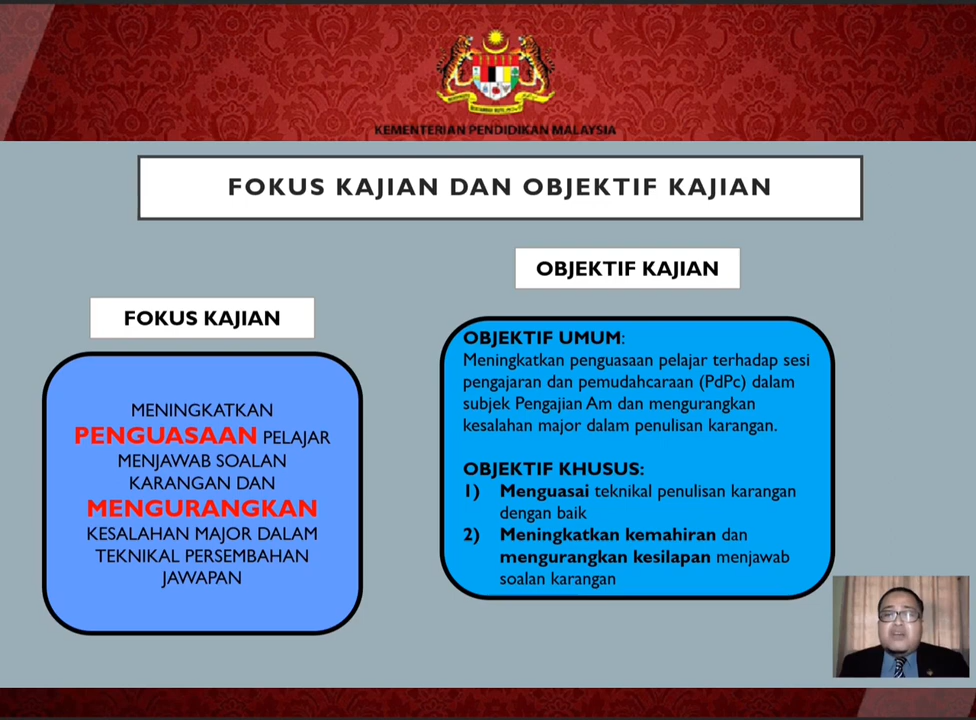 KEMENTERIAN PENDIDIKAN MALAYSIA
FOKUS KAJIAN DAN OBJEKTIF KAJIAN
FOKUS KAJIAN
MENINGKATKAN
PENGUASAAN PELAJAR
MENJAWAB SOALAN
KARANGAN DAN
MENGURANGKAN
KESALAHAN MAJOR DALAM
TEKNIKAL PERSEMBAHAN
JAWAPAN
OBJEKTIF KAJIAN
OBJEKTIF UMUM:
Meningkatkan penguasaan pelajar terhadap sesi
pengajaran dan pemudahcaraan (PdPc) dalam
subjek Pengajian Am dan mengurangkan
kesalahan major dalam penulisan karangan.
OBJEKTIF KHUSUS:
1) Menguasai teknikal penulisan karangan
dengan baik
2) Meningkatkan kemahiran dan
mengurangkan kesilapan menjawab
soalan karangan